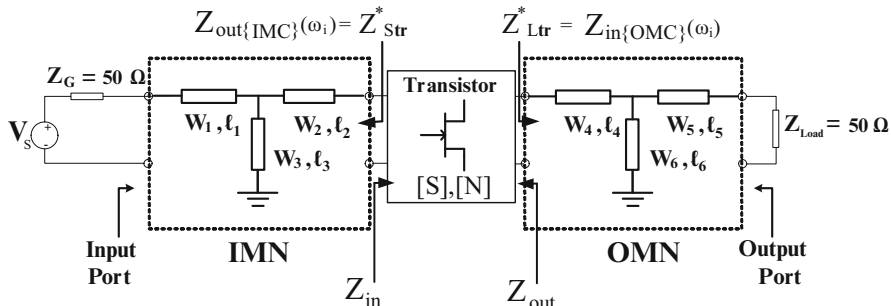 Z_out{IMC}(ω_i) = Z*_Str
Z*_Ltr = Z_in{OMC}(ω_i)
Z_G = 50 Ω
Transistor
W_1,ℓ_1
W_2,ℓ_2
W_4,ℓ_4
W_5,ℓ_5
Z_Load = 50 Ω
V_S
+
-
W_3,ℓ_3
W_6,ℓ_6
[S],[N]
Input
Port
IMN
OMN
Output
Port
Z_in
Z_out